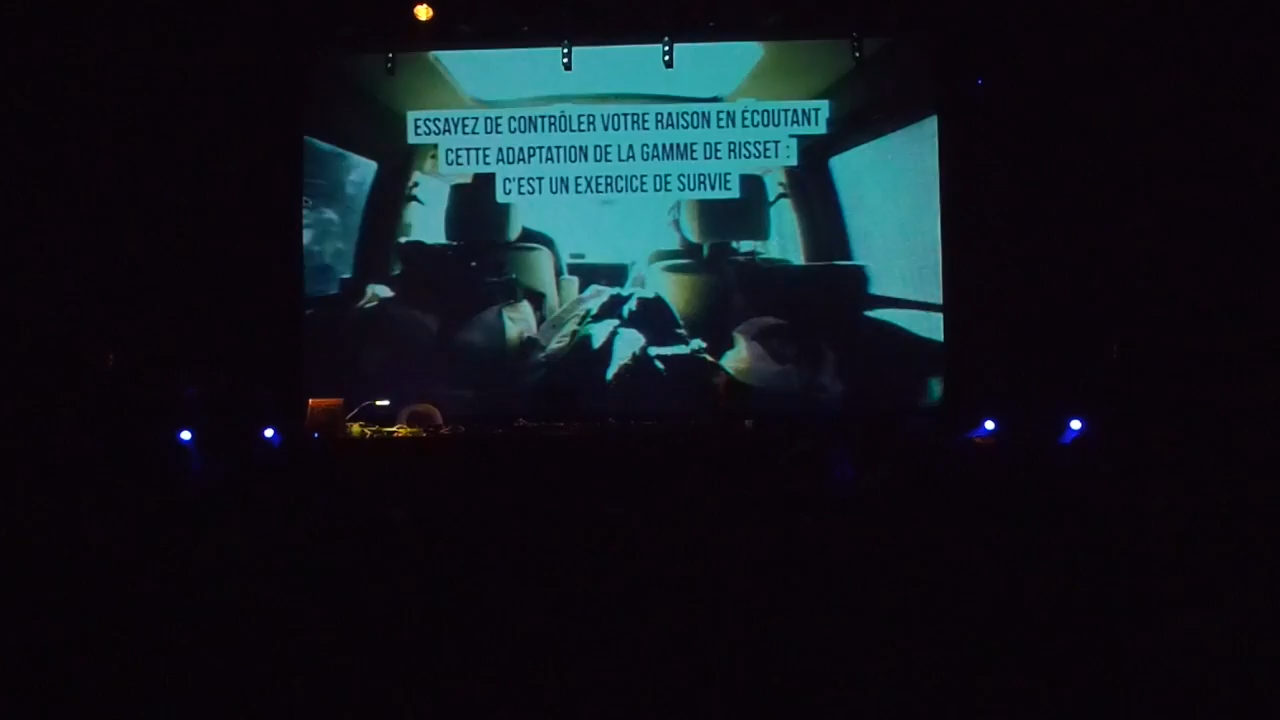 ESSAYEZ DE CONTRÔLER VOTRE RAISON EN ÉCOUTANT
CETTE ADAPTATION DE LA GAMME DE RISSET :
C'EST UN EXERCICE DE SURVIE